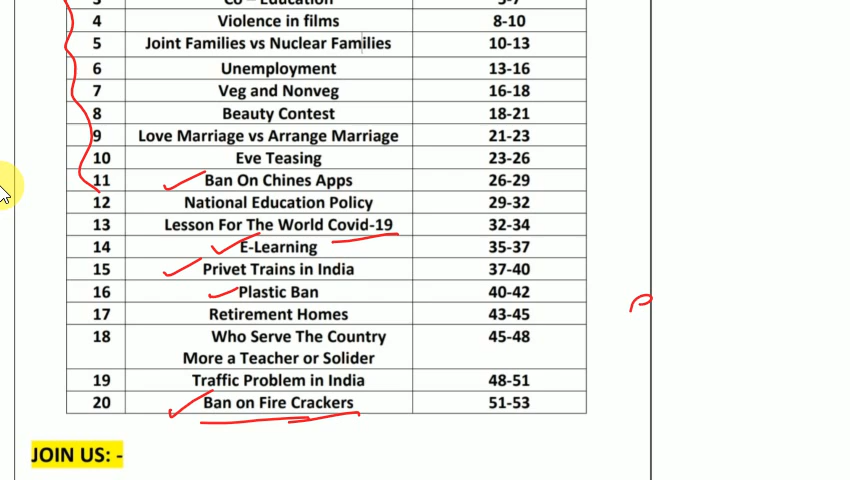 3 Co – Education 5-7
4 Violence in films 8-10
5 Joint Families vs Nuclear Families 10-13
6 Unemployment 13-16
7 Veg and Nonveg 16-18
8 Beauty Contest 18-21
9 Love Marriage vs Arrange Marriage 21-23
10 Eve Teasing 23-26
11 Ban On Chines Apps 26-29
12 National Education Policy 29-32
13 Lesson For The World Covid-19 32-34
14 E-Learning 35-37
15 Privet Trains in India 37-40
16 Plastic Ban 40-42
17 Retirement Homes 43-45
18 Who Serve The Country 45-48
More a Teacher or Solider
19 Traffic Problem in India 48-51
20 Ban on Fire Crackers 51-53
JOIN US: -